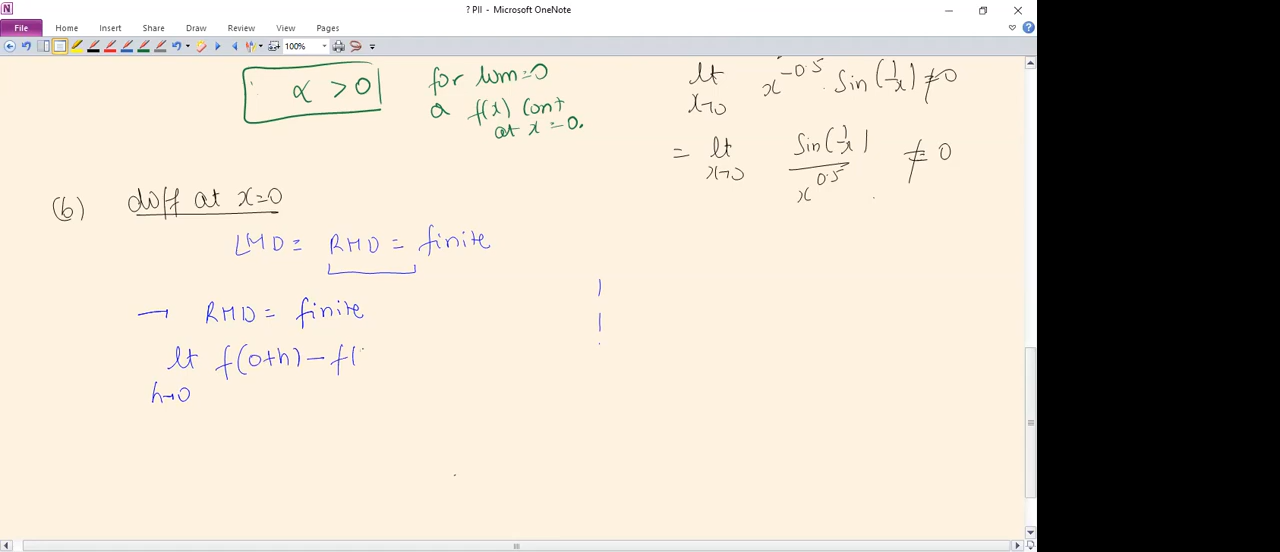 ? PII - Microsoft OneNote
File Home Insert Share Draw Review Pages
100%
α > 0
for lim=0
a f(x) Cont
at x=0.
lt x^-0.5 . Sin(1/x) ≠ 0
x→0
= lt Sin(1/x) / x^0.5 ≠ 0
x→0
(b) diff at x=0
LHD = RHD = finite
→ RHD = finite
lt f(0+h) – f(
h→0